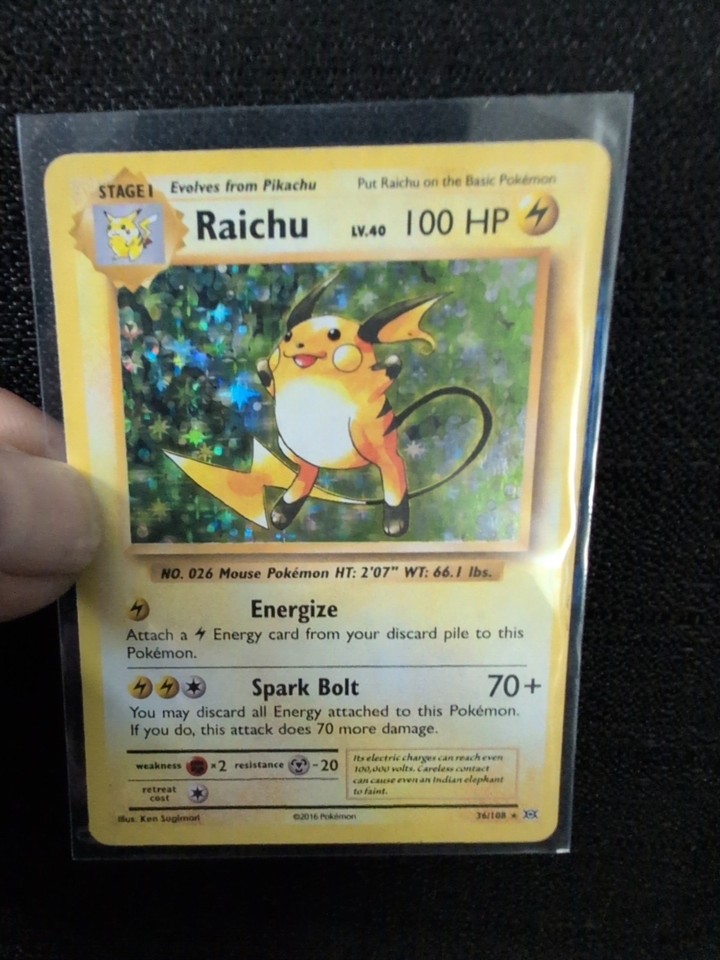 STAGE 1 Evolves from Pikachu Put Raichu on the Basic Pokémon
Raichu LV.40 100 HP
NO. 026 Mouse Pokémon HT: 2'07" WT: 66.1 lbs.
Energize
Attach a Energy card from your discard pile to this
Pokémon.
Spark Bolt 70+
You may discard all Energy attached to this Pokémon.
If you do, this attack does 70 more damage.
weakness ×2 resistance -20
retreat
cost
Its electric charges can reach even
100,000 volts. Careless contact
can cause even an Indian elephant
to faint.
Illus. Ken Sugimori ©2016 Pokémon 36/108 ★